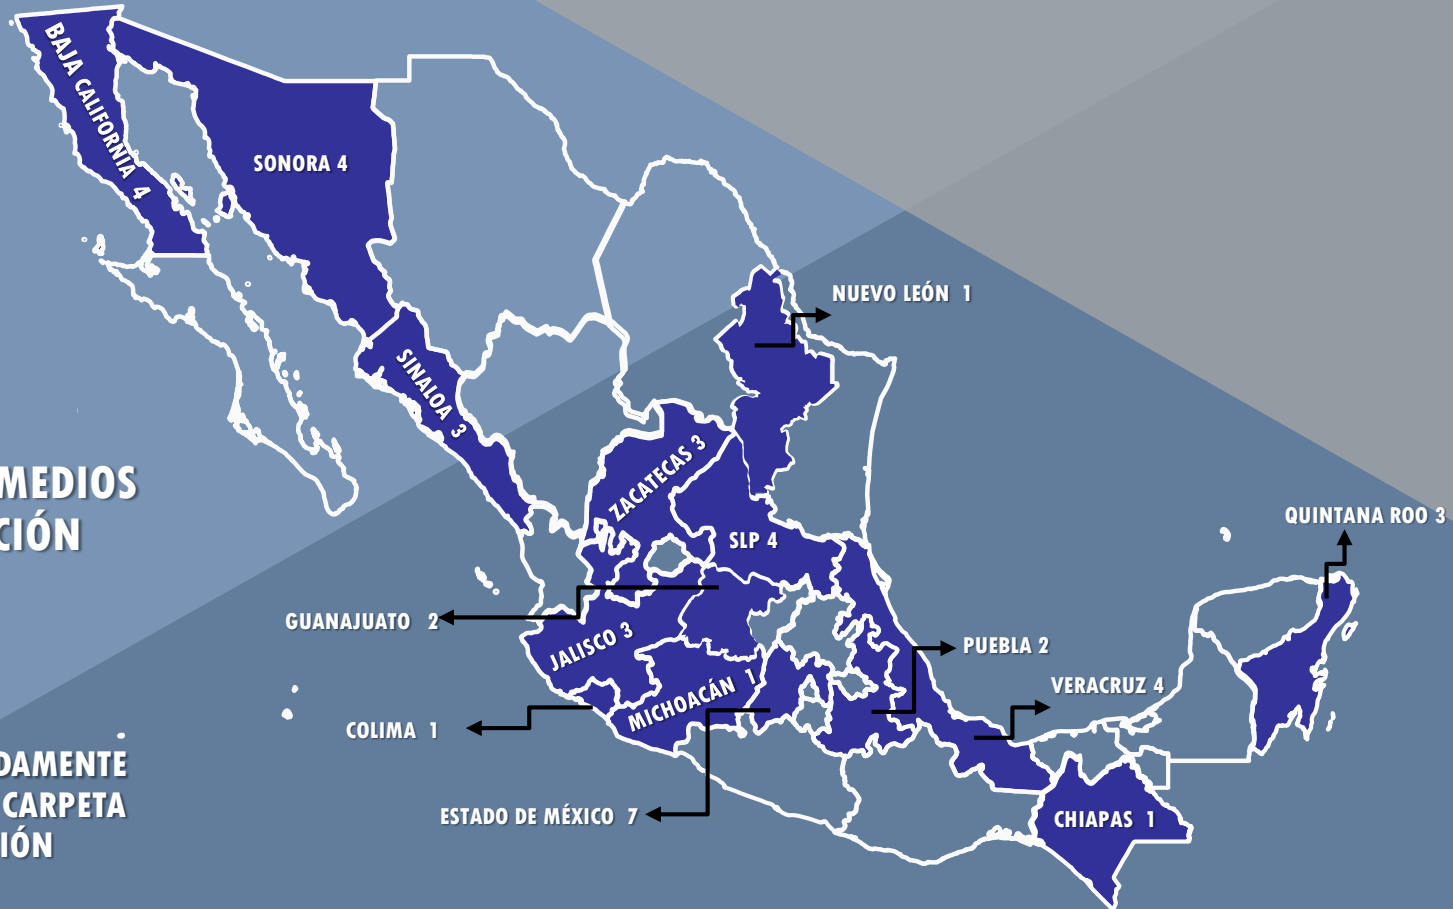 BAJA CALIFORNIA 4
SONORA 4
NUEVO LEÓN 1
SINALOA 3
ZACATECAS 3
MEDIOS
CIÓN
QUINTANA ROO 3
SLP 4
GUANAJUATO 2
JALISCO 3
PUEBLA 2
MICHOACÁN 1
VERACRUZ 4
COLIMA 1
DAMENTE
CARPETA
IÓN
ESTADO DE MÉXICO 7
CHIAPAS 1